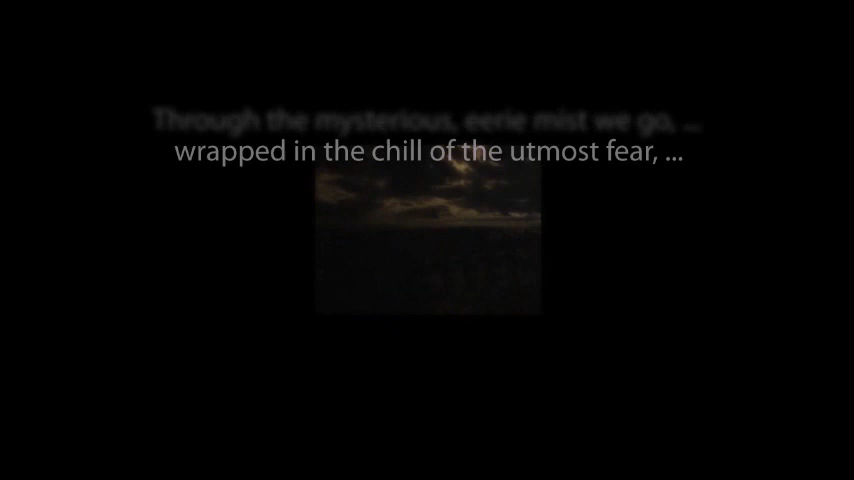 Through the mysterious, eerie mist we go, ...
wrapped in the chill of the utmost fear, ...